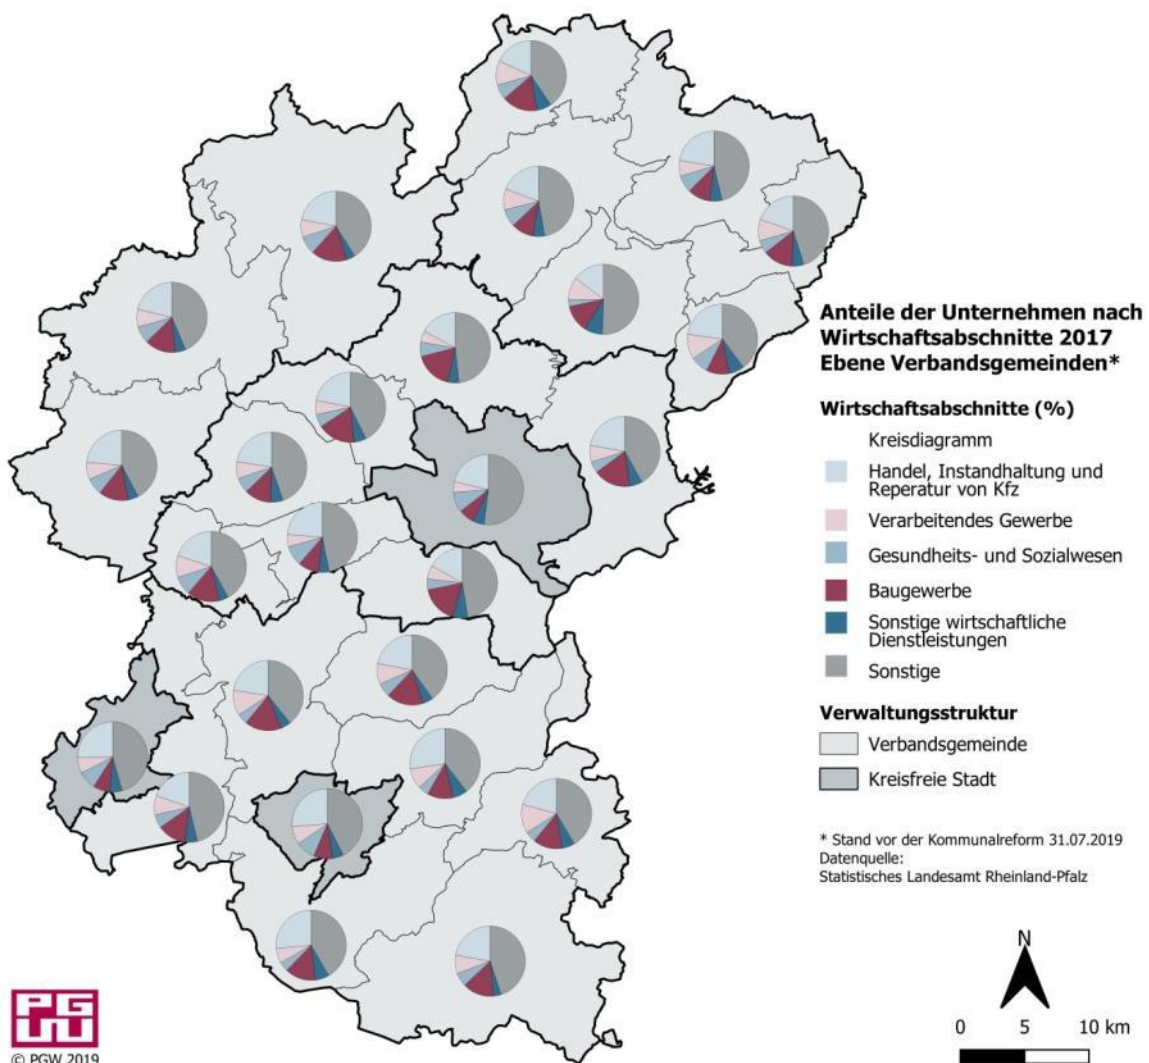 Anteile der Unternehmen nach
Wirtschaftsabschnitte 2017
Ebene Verbandsgemeinden*
Wirtschaftsabschnitte (%)
Kreisdiagramm
Handel, Instandhaltung und
Reperatur von Kfz
Verarbeitendes Gewerbe
Gesundheits- und Sozialwesen
Baugewerbe
Sonstige wirtschaftliche
Dienstleistungen
Sonstige
Verwaltungsstruktur
Verbandsgemeinde
Kreisfreie Stadt
* Stand vor der Kommunalreform 31.07.2019
Datenquelle:
Statistisches Landesamt Rheinland-Pfalz
N
0 5 10 km
PGW
© PGW 2019